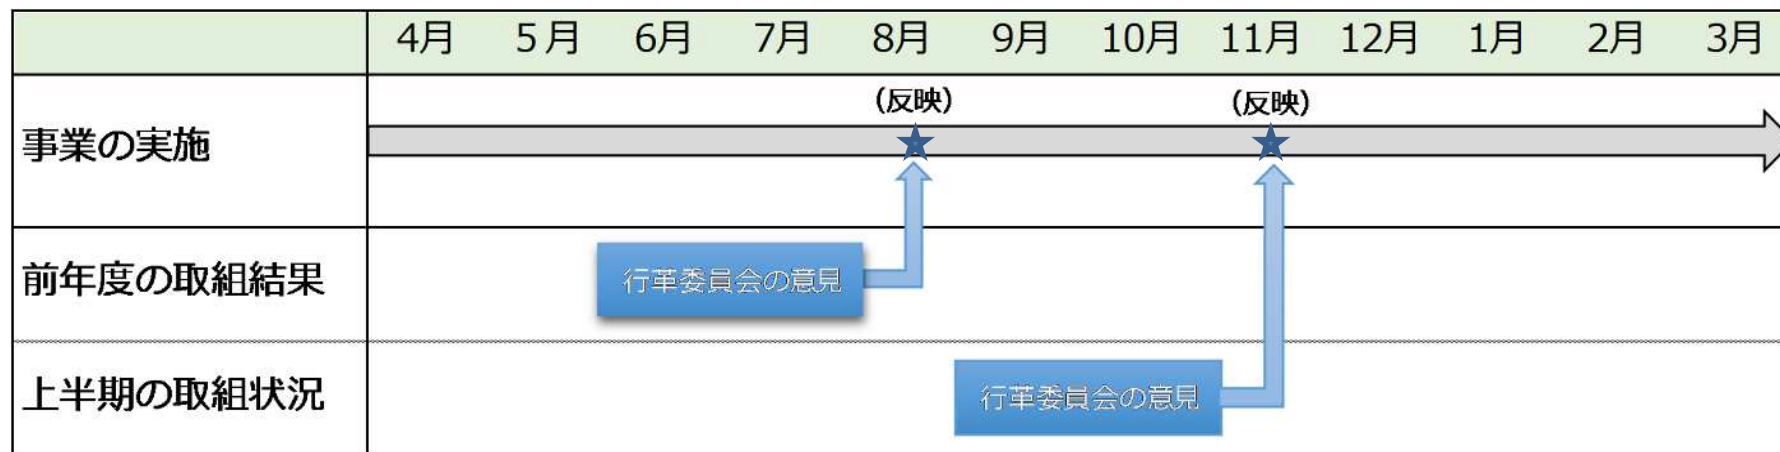 4月 5月 6月 7月 8月 9月 10月 11月 12月 1月 2月 3月
(反映) (反映)
事業の実施
前年度の取組結果 行革委員会の意見
上半期の取組状況 行革委員会の意見